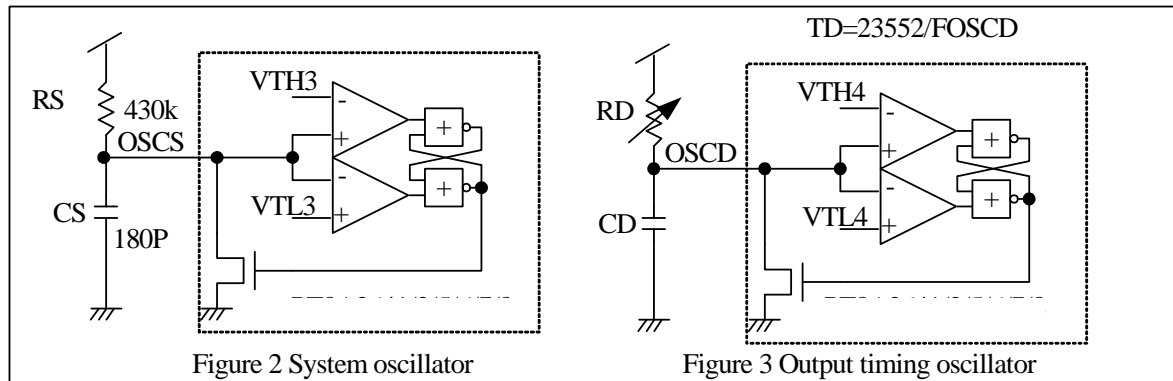 TD=23552/FOSCD
VTH3
-
RS
430k
+
+
OSCS
-
+
CS
VTL3
+
180P
VTH4
-
RD
+
+
OSCD
-
+
CD
VTL4
+
Figure 2 System oscillator
Figure 3 Output timing oscillator